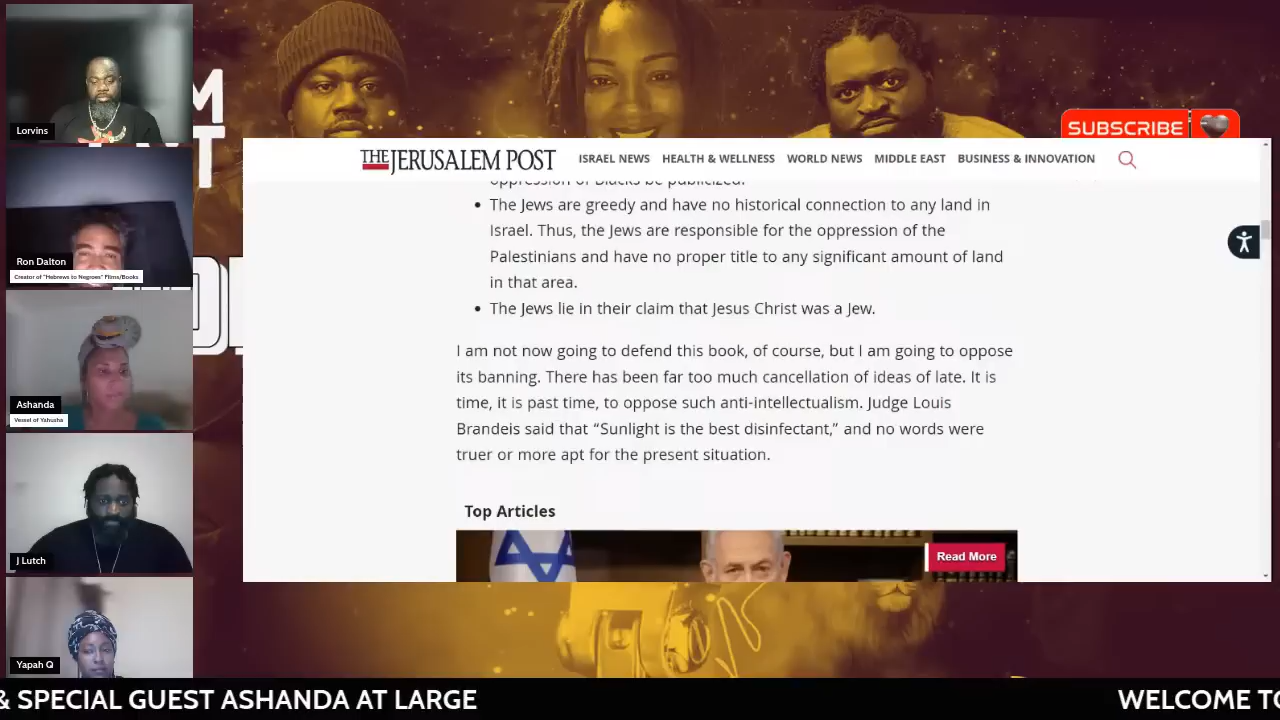 Lorvins
Ron Dalton
Creator of "Hebrews to Negroes" Films/Books
Ashanda
Vessel of Yahusha
J Lutch
Yapah Q
SUBSCRIBE
THE JERUSALEM POST
ISRAEL NEWS HEALTH & WELLNESS WORLD NEWS MIDDLE EAST BUSINESS & INNOVATION
oppression of Blacks be publicized.
• The Jews are greedy and have no historical connection to any land in
Israel. Thus, the Jews are responsible for the oppression of the
Palestinians and have no proper title to any significant amount of land
in that area.
• The Jews lie in their claim that Jesus Christ was a Jew.
I am not now going to defend this book, of course, but I am going to oppose
its banning. There has been far too much cancellation of ideas of late. It is
time, it is past time, to oppose such anti-intellectualism. Judge Louis
Brandeis said that “Sunlight is the best disinfectant,” and no words were
truer or more apt for the present situation.
Top Articles
Read More
& SPECIAL GUEST ASHANDA AT LARGE
WELCOME TO